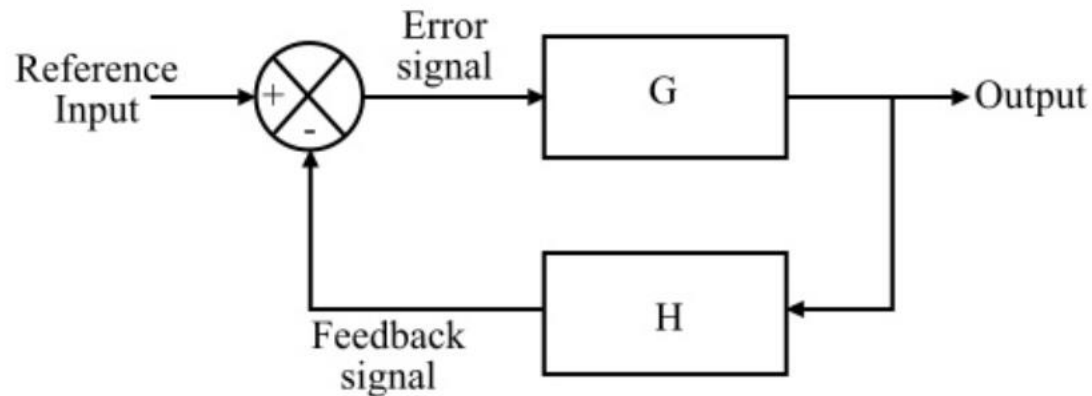 Reference
Input
+
-
Error
signal
G
Output
H
Feedback
signal